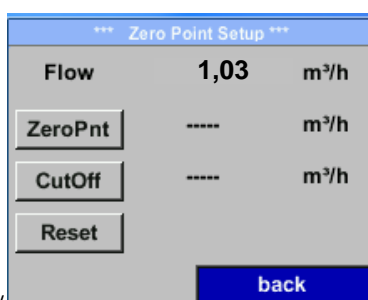 *** Zero Point Setup ***
Flow 1,03 m³/h
ZeroPnt ----- m³/h
CutOff ----- m³/h
Reset
back